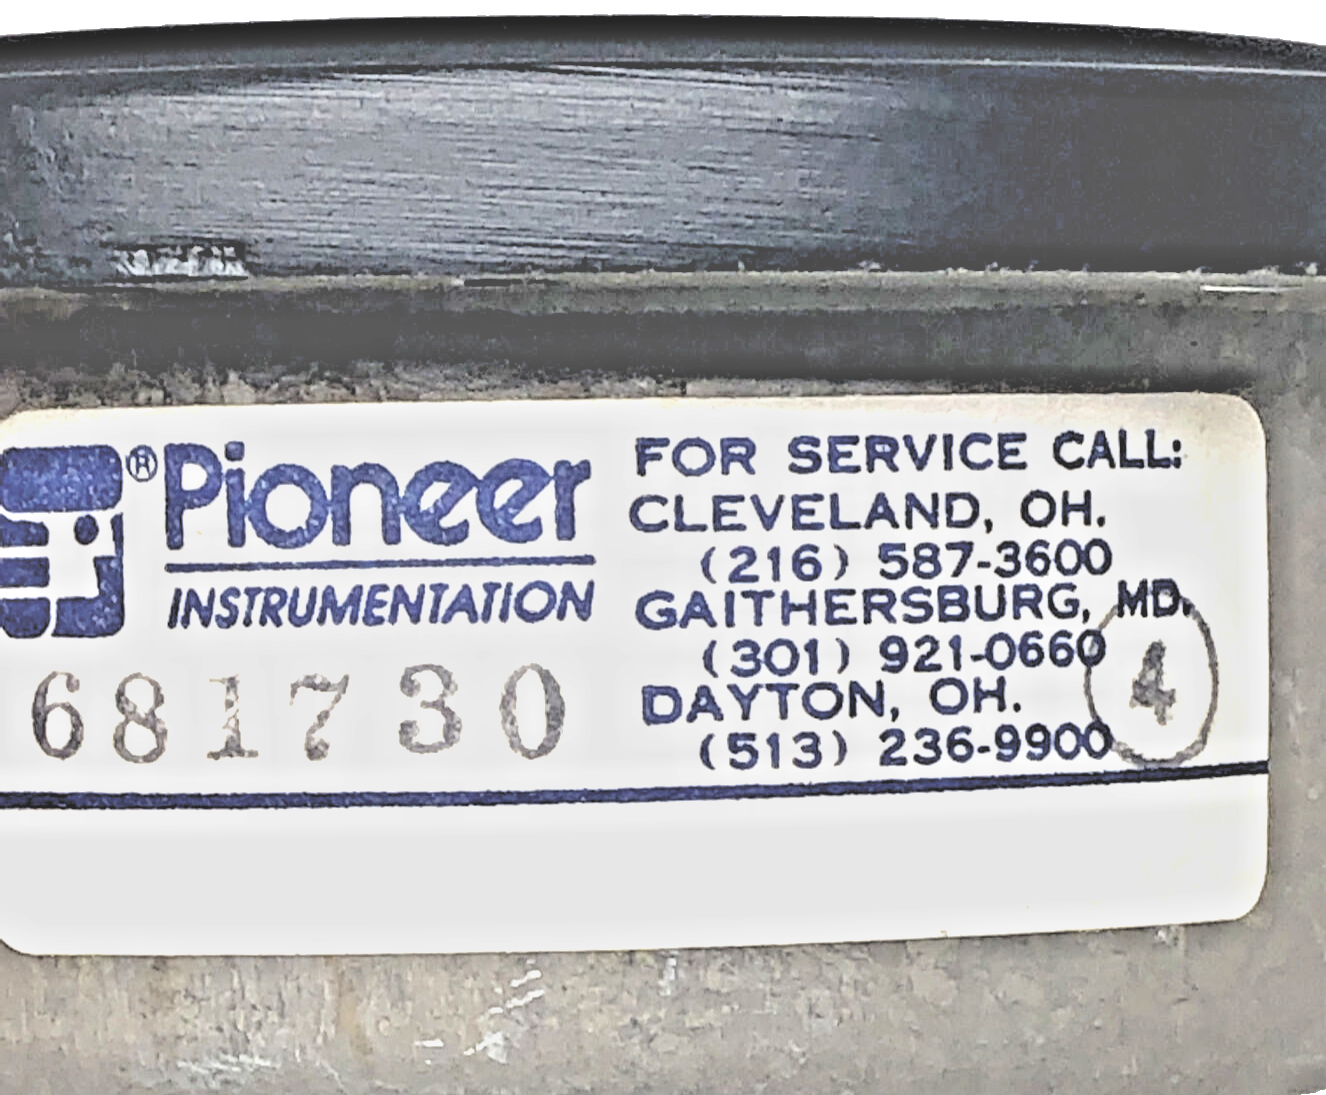 ® Pioneer
INSTRUMENTATION
681730
FOR SERVICE CALL:
CLEVELAND, OH.
(216) 587-3600
GAITHERSBURG, MD.
(301) 921-0660
DAYTON, OH.
(513) 236-9900
4